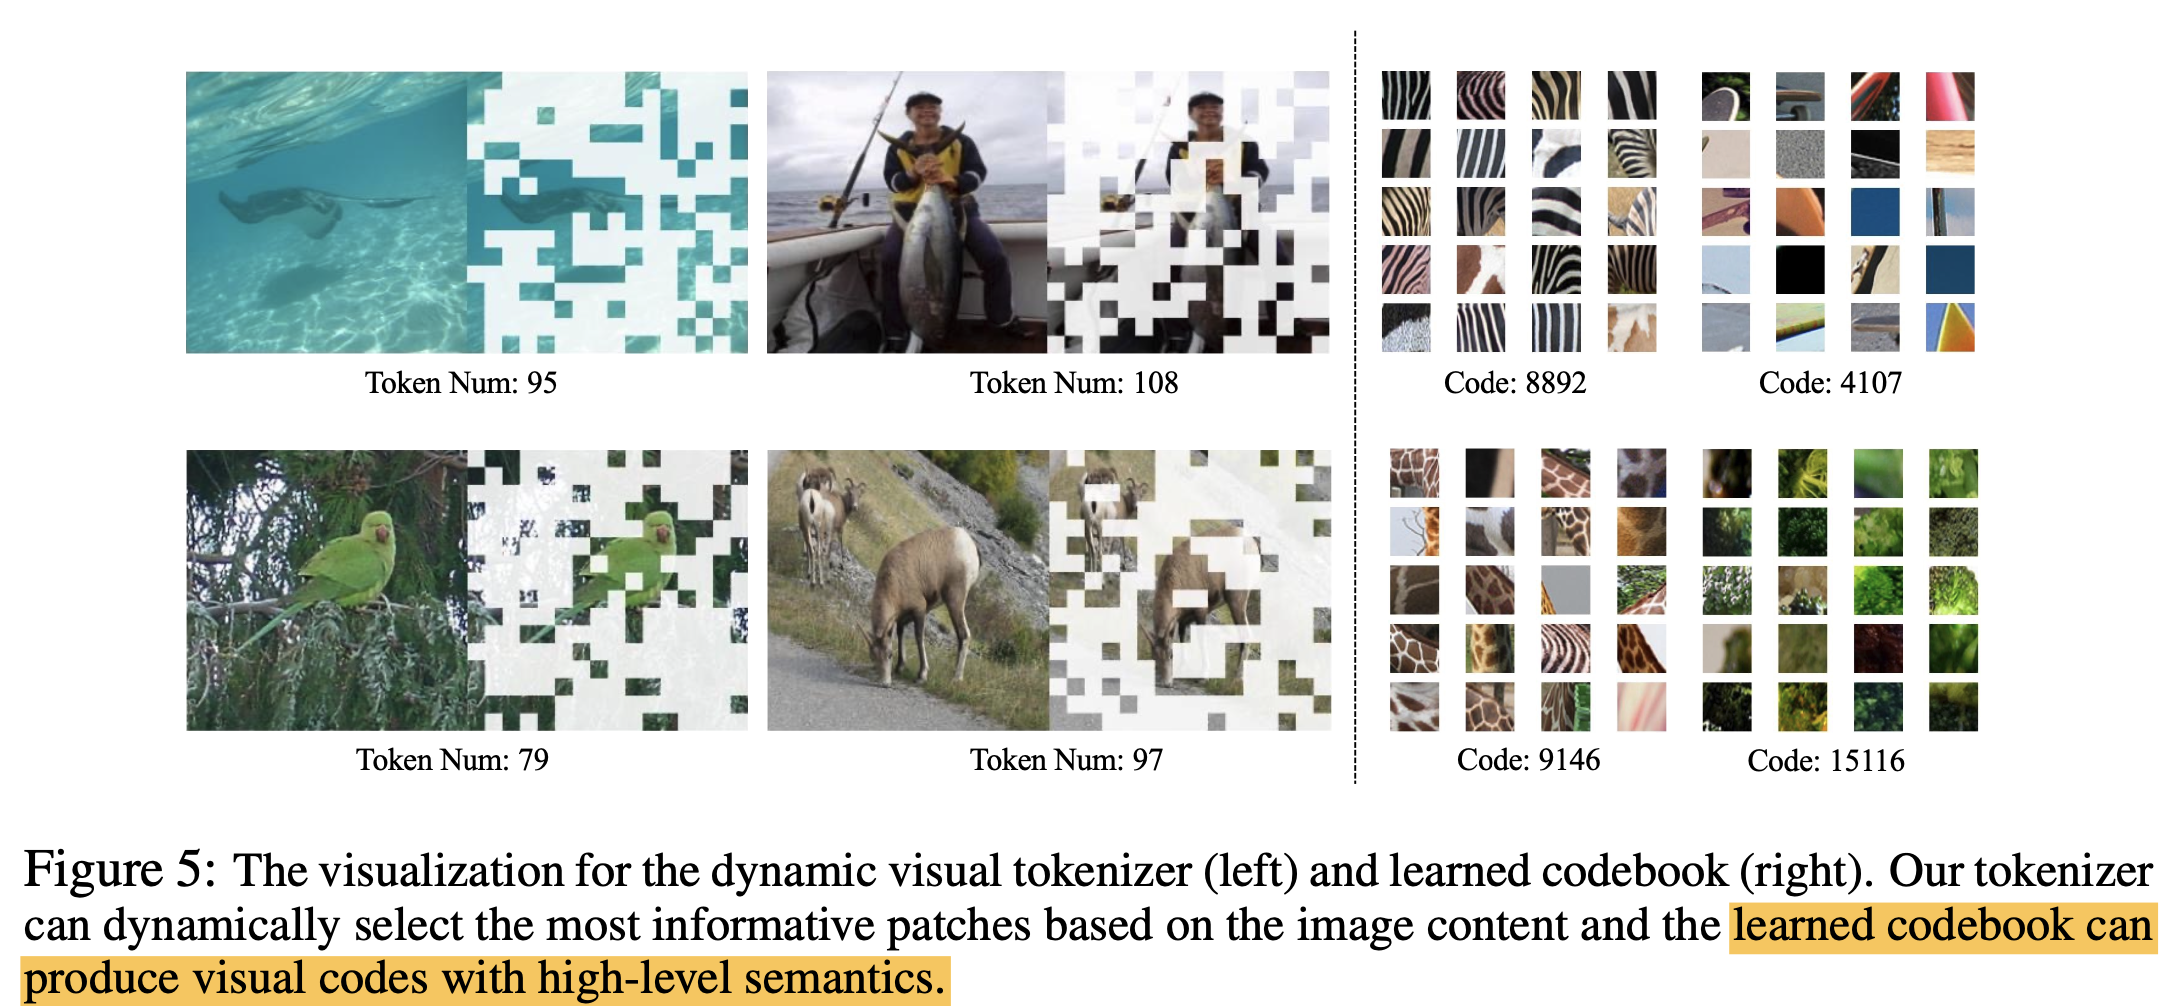 Token Num: 95
Token Num: 108
Code: 8892
Code: 4107
Token Num: 79
Token Num: 97
Code: 9146
Code: 15116
Figure 5: The visualization for the dynamic visual tokenizer (left) and learned codebook (right). Our tokenizer
can dynamically select the most informative patches based on the image content and the learned codebook can
produce visual codes with high-level semantics.